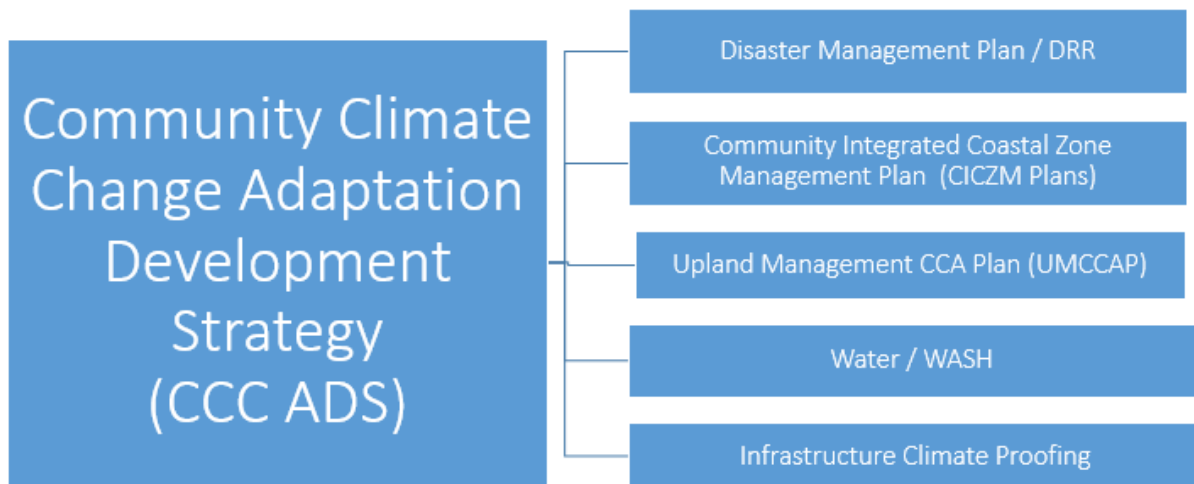 Community Climate
Change Adaptation
Development
Strategy
(CCC ADS)
Disaster Management Plan / DRR
Community Integrated Coastal Zone
Management Plan (CICZM Plans)
Upland Management CCA Plan (UMCCAP)
Water / WASH
Infrastructure Climate Proofing